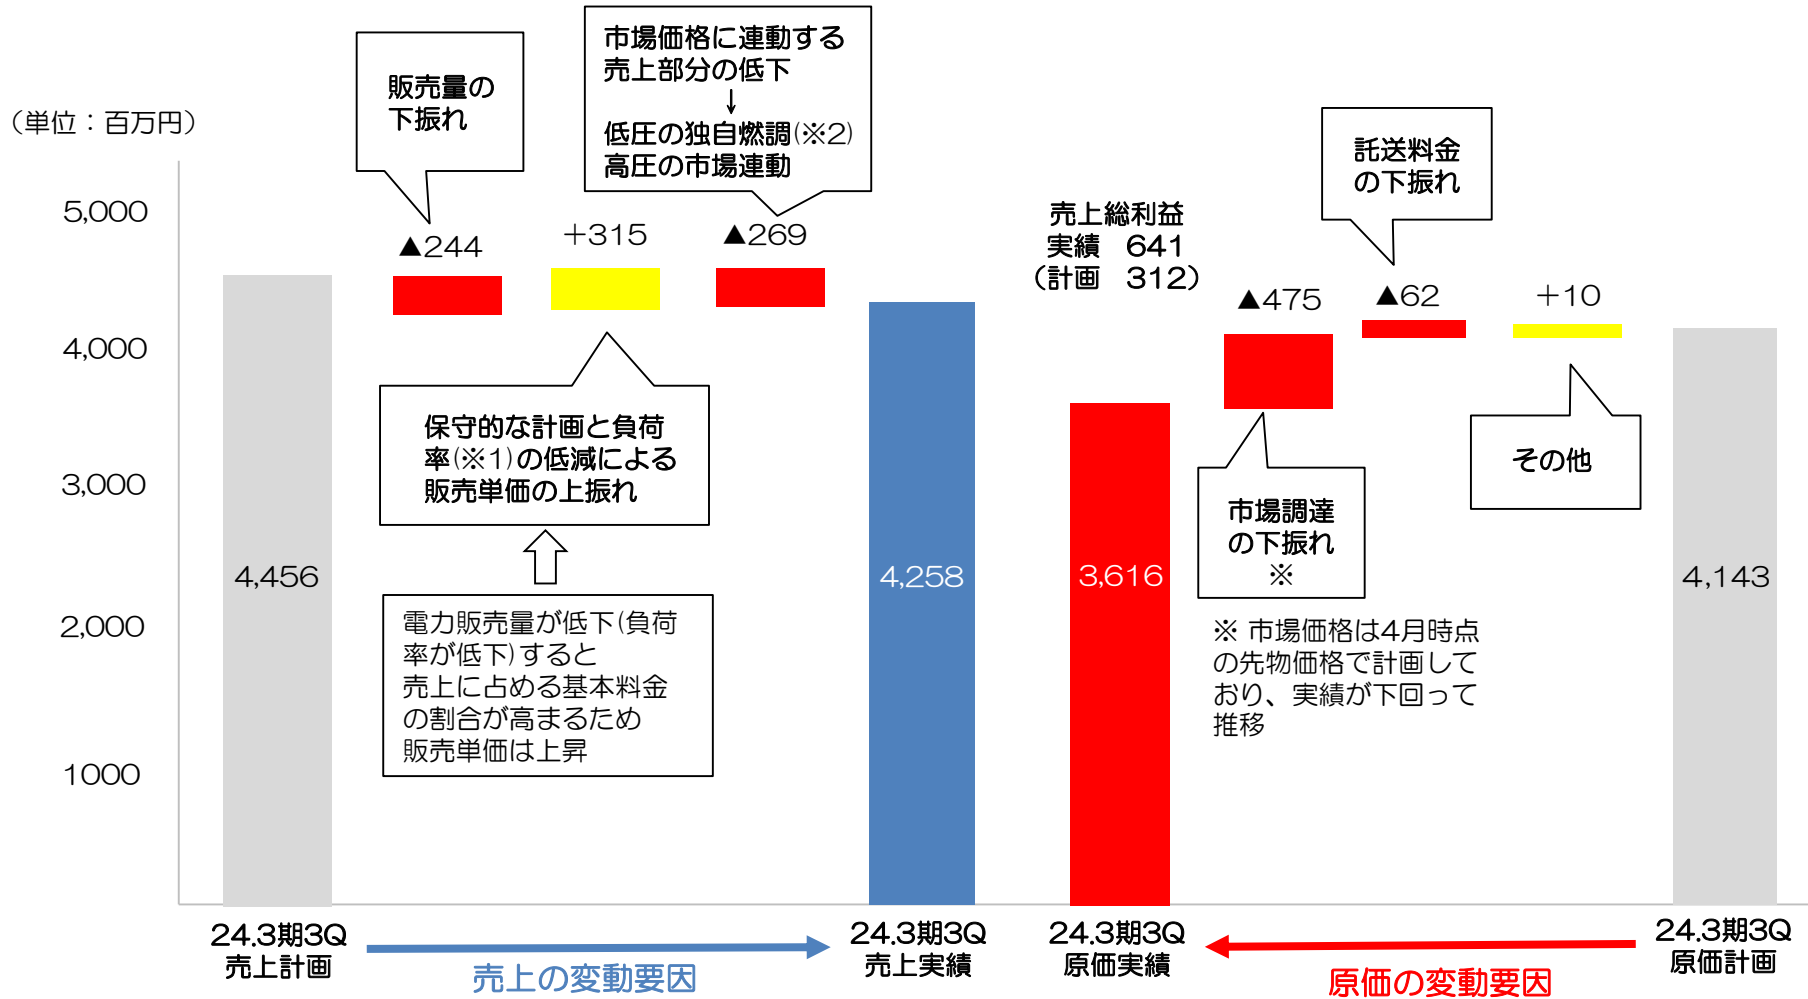 （単位：百万円）
5,000
4,000
3,000
2,000
1000
販売量の
下振れ
▲244
+315
市場価格に連動する
売上部分の低下
↓
低圧の独自燃調(※2)
高圧の市場連動
▲269
保守的な計画と負荷
率(※1)の低減による
販売単価の上振れ
電力販売量が低下(負荷
率が低下)すると
売上に占める基本料金
の割合が高まるため
販売単価は上昇
4,456
4,258
売上総利益
実績　641
（計画　312）
3,616
▲475
託送料金
の下振れ
▲62
+10
その他
市場調達
の下振れ
※
※ 市場価格は4月時点
の先物価格で計画して
おり、実績が下回って
推移
4,143
24.3期3Q
売上計画
売上の変動要因
24.3期3Q
売上実績
24.3期3Q
原価実績
原価の変動要因
24.3期3Q
原価計画